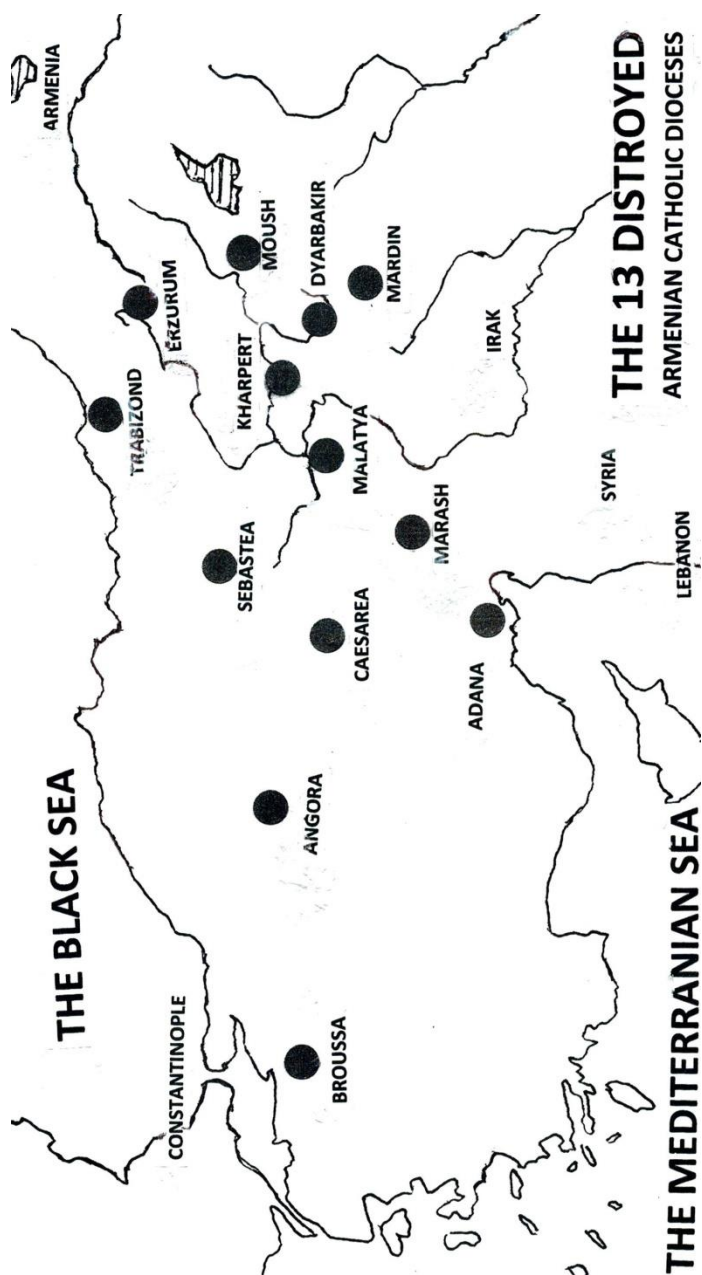 THE BLACK SEA
ARMENIA
CONSTANTINOPLE
TRABIZOND
ERZURUM
SEBASTEA
MOUSH
KHARPERT
ANGORA
DYARBAKIR
BROUSSA
MALATYA
MARDIN
CAESAREA
MARASH
IRAK
ADANA
SYRIA
LEBANON
THE MEDITERRANIAN SEA
THE 13 DISTROYED
ARMENIAN CATHOLIC DIOCESES